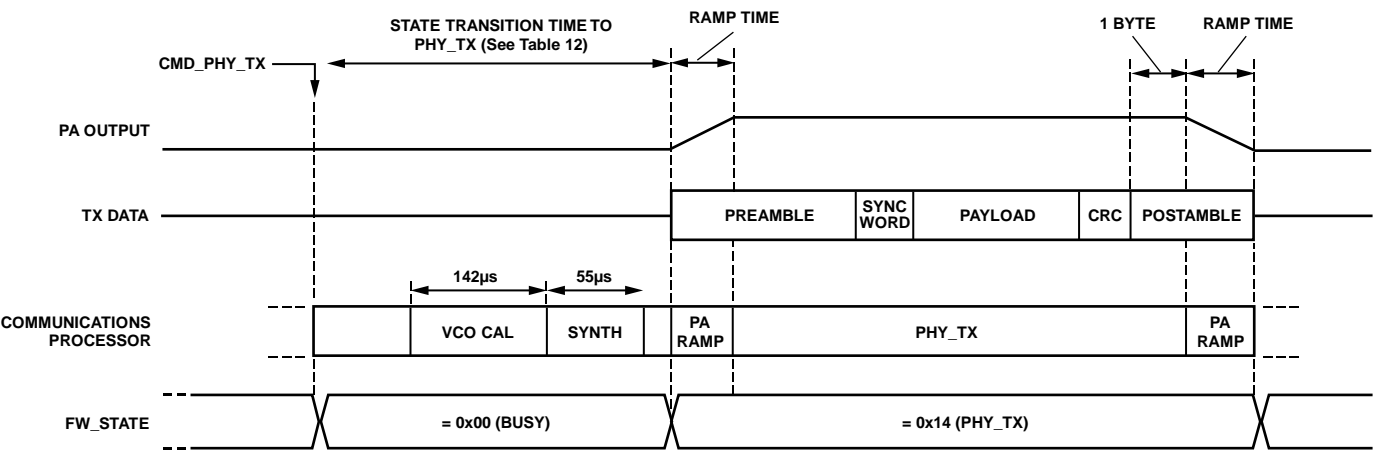 STATE TRANSITION TIME TO
PHY_TX (See Table 12)
RAMP TIME
1 BYTE
RAMP TIME
CMD_PHY_TX
PA OUTPUT
TX DATA
PREAMBLE
SYNC
WORD
PAYLOAD
CRC
POSTAMBLE
142µs
55µs
COMMUNICATIONS
PROCESSOR
VCO CAL
SYNTH
PA
RAMP
PHY_TX
PA
RAMP
FW_STATE
= 0x00 (BUSY)
= 0x14 (PHY_TX)